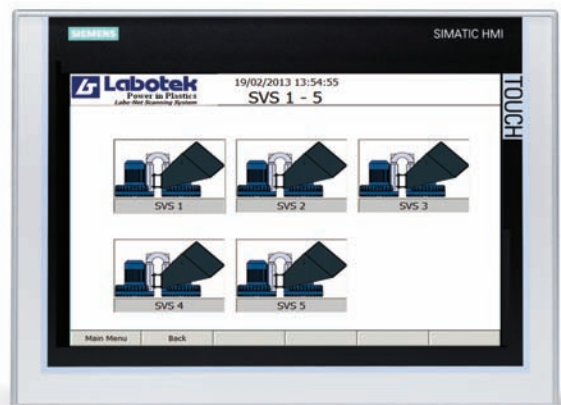 SIEMENS
SIMATIC HMI
TOUCH
Labotek
Power in Plastics
Labo-Net Scanning System
19/02/2013 13:54:55
SVS 1 - 5
SVS 1
SVS 2
SVS 3
SVS 4
SVS 5
Main Menu
Back